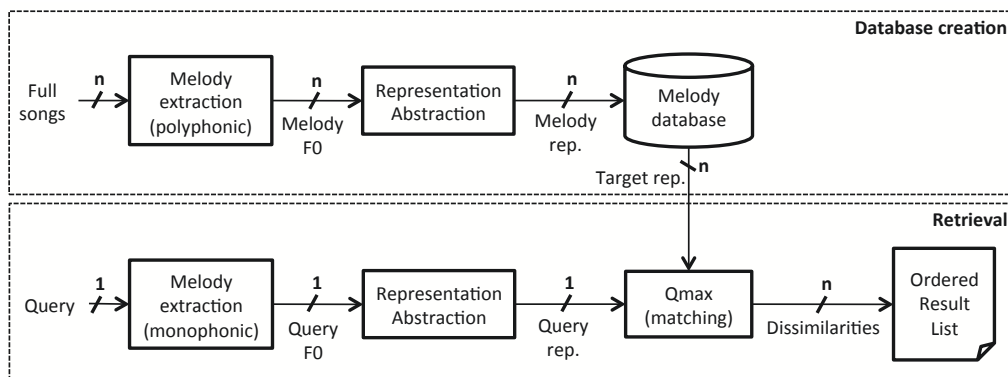 Database creation
Full
songs
n
Melody
extraction
(polyphonic)
n
Melody
F0
Representation
Abstraction
n
Melody
rep.
Melody
database
n
Target rep.
Retrieval
Query
1
Melody
extraction
(monophonic)
1
Query
F0
Representation
Abstraction
1
Query
rep.
Qmax
(matching)
n
Dissimilarities
Ordered
Result
List